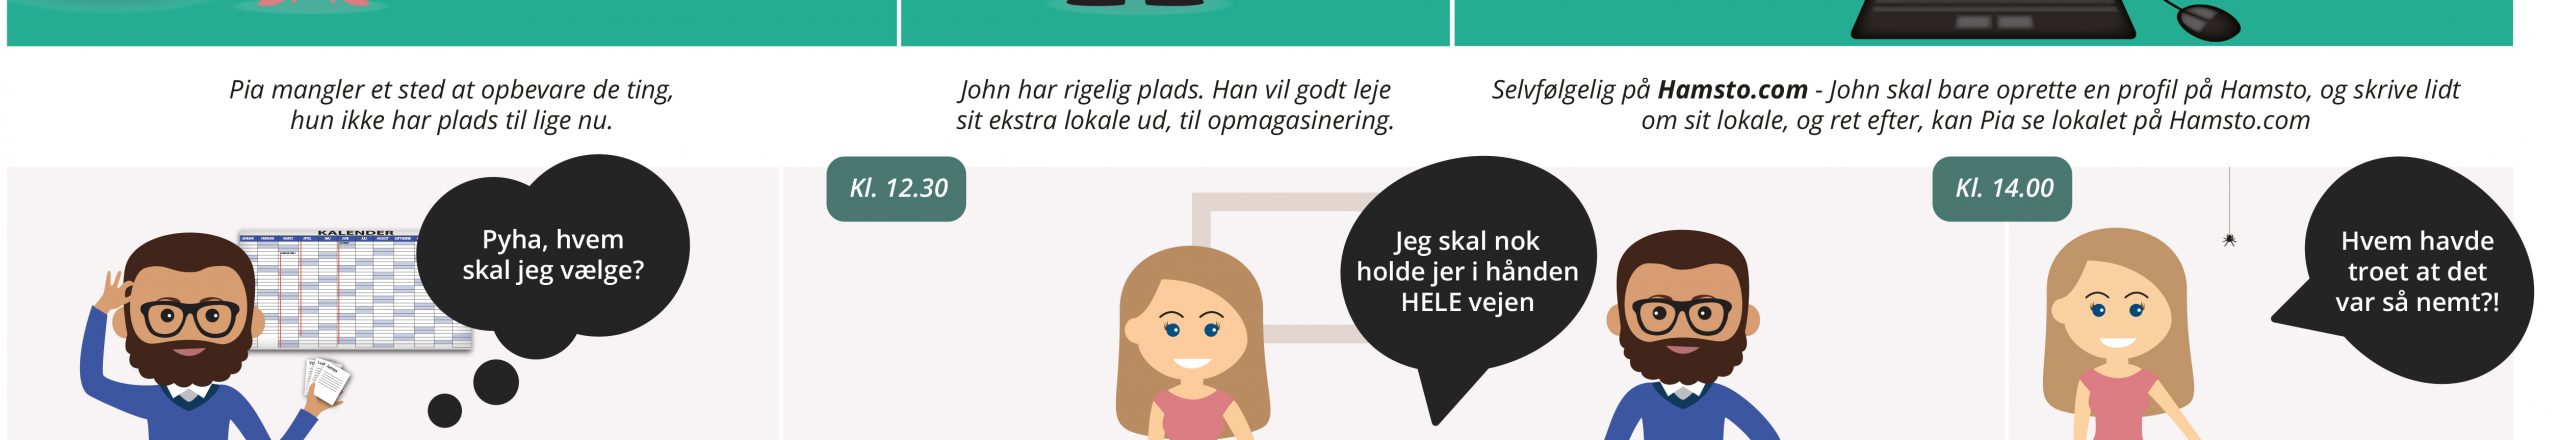 Pia mangler et sted at opbevare de ting,
hun ikke har plads til lige nu.
John har rigelig plads. Han vil godt leje
sit ekstra lokale ud, til opmagasinering.
Selvfølgelig på Hamsto.com - John skal bare oprette en profil på Hamsto, og skrive lidt
om sit lokale, og ret efter, kan Pia se lokalet på Hamsto.com
KALENDER
Pyha, hvem
skal jeg vælge?
Kl. 12.30
Jeg skal nok
holde jer i hånden
HELE vejen
Kl. 14.00
Hvem havde
troet at det
var så nemt?!